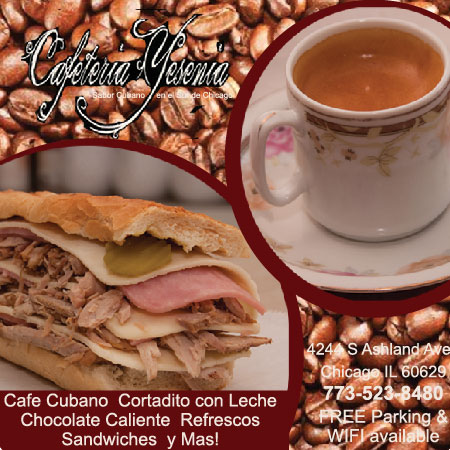 Cafeteria Yesenia
Sabor Cubano en el Sur de Chicago
4244 S Ashland Ave
Chicago IL 60629
773-523-8480
FREE Parking &
WIFI available
Cafe Cubano Cortadito con Leche
Chocolate Caliente Refrescos
Sandwiches y Mas!